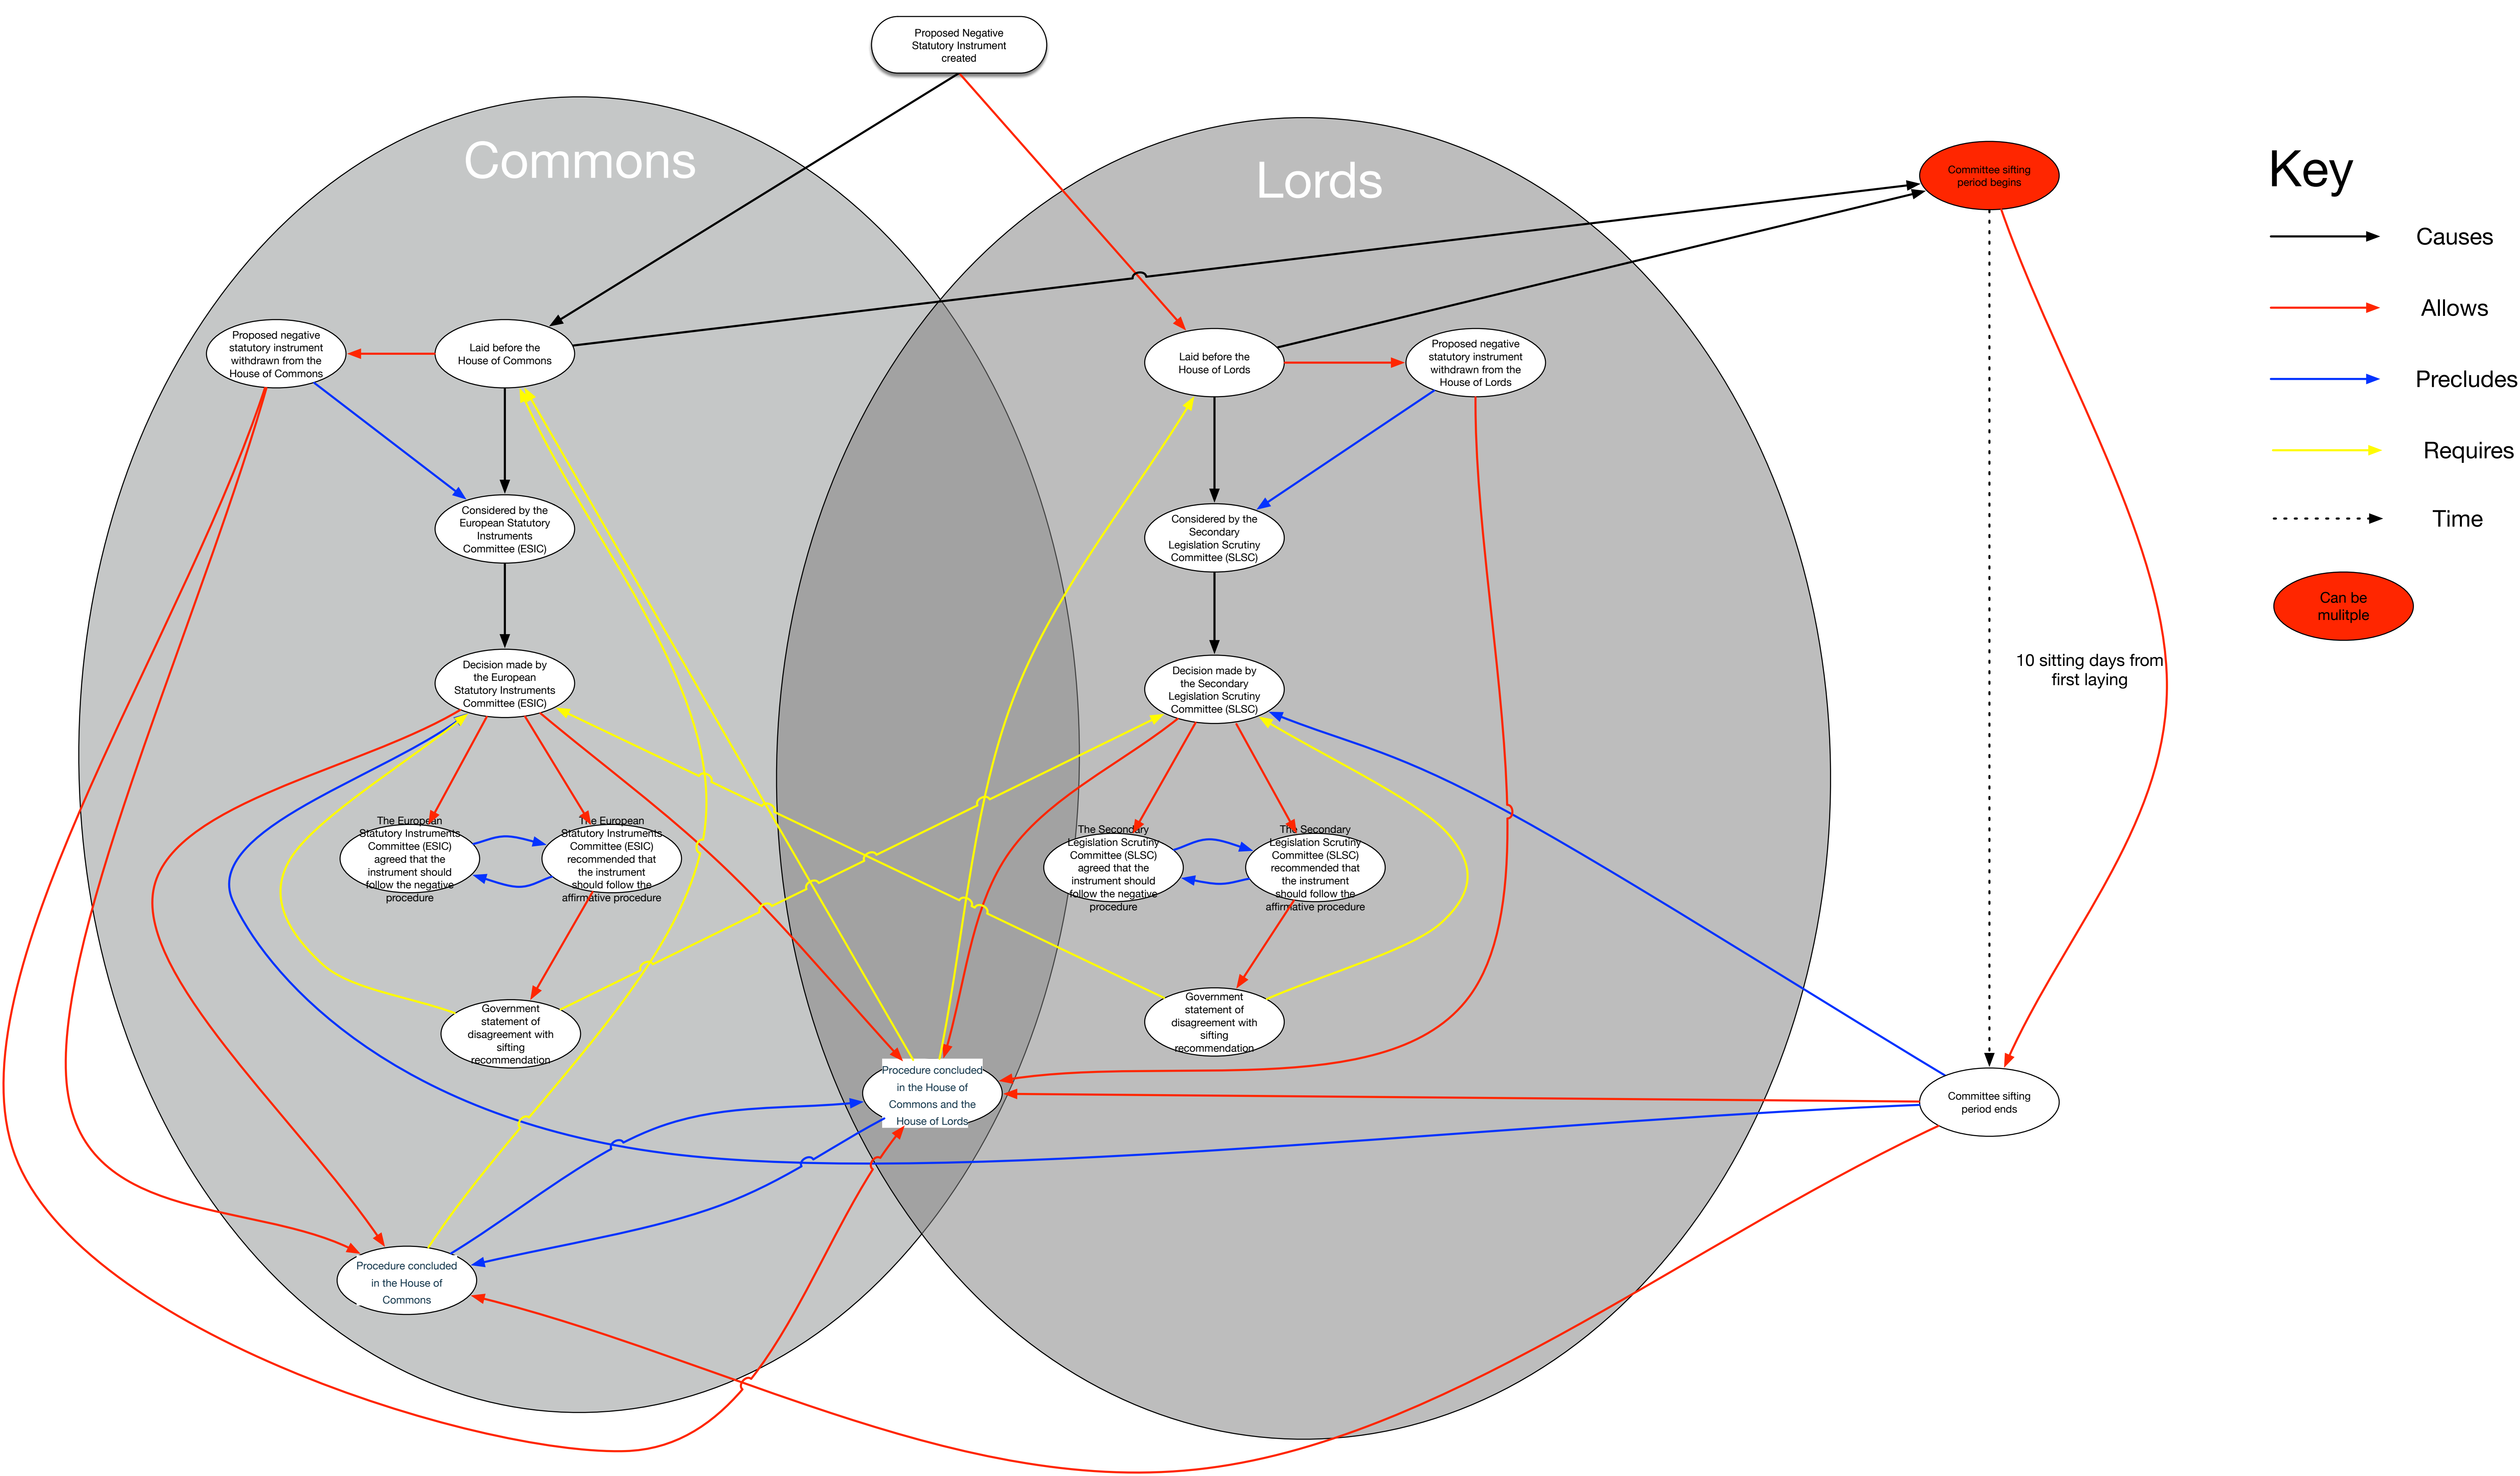 Proposed Negative
Statutory Instrument
created
Commons
Lords
Committee sifting
period begins
Key
Causes
Allows
Precludes
Requires
Time
Can be
mulitple
Proposed negative
statutory instrument
withdrawn from the
House of Commons
Laid before the
House of Commons
Laid before the
House of Lords
Proposed negative
statutory instrument
withdrawn from the
House of Lords
Considered by the
European Statutory
Instruments
Committee (ESIC)
Considered by the
Secondary
Legislation Scrutiny
Committee (SLSC)
Decision made by
the European
Statutory Instruments
Committee (ESIC)
Decision made by
the Secondary
Legislation Scrutiny
Committee (SLSC)
10 sitting days from
first laying
The European
Statutory Instruments
Committee (ESIC)
agreed that the
instrument should
follow the negative
procedure
The European
Statutory Instruments
Committee (ESIC)
recommended that
the instrument
should follow the
affirmative procedure
The Secondary
Legislation Scrutiny
Committee (SLSC)
agreed that the
instrument should
follow the negative
procedure
The Secondary
Legislation Scrutiny
Committee (SLSC)
recommended that
the instrument
should follow the
affirmative procedure
Government
statement of
disagreement with
sifting
recommendation
Government
statement of
disagreement with
sifting
recommendation
Procedure concluded
in the House of
Commons and the
House of Lords
Committee sifting
period ends
Procedure concluded
in the House of
Commons